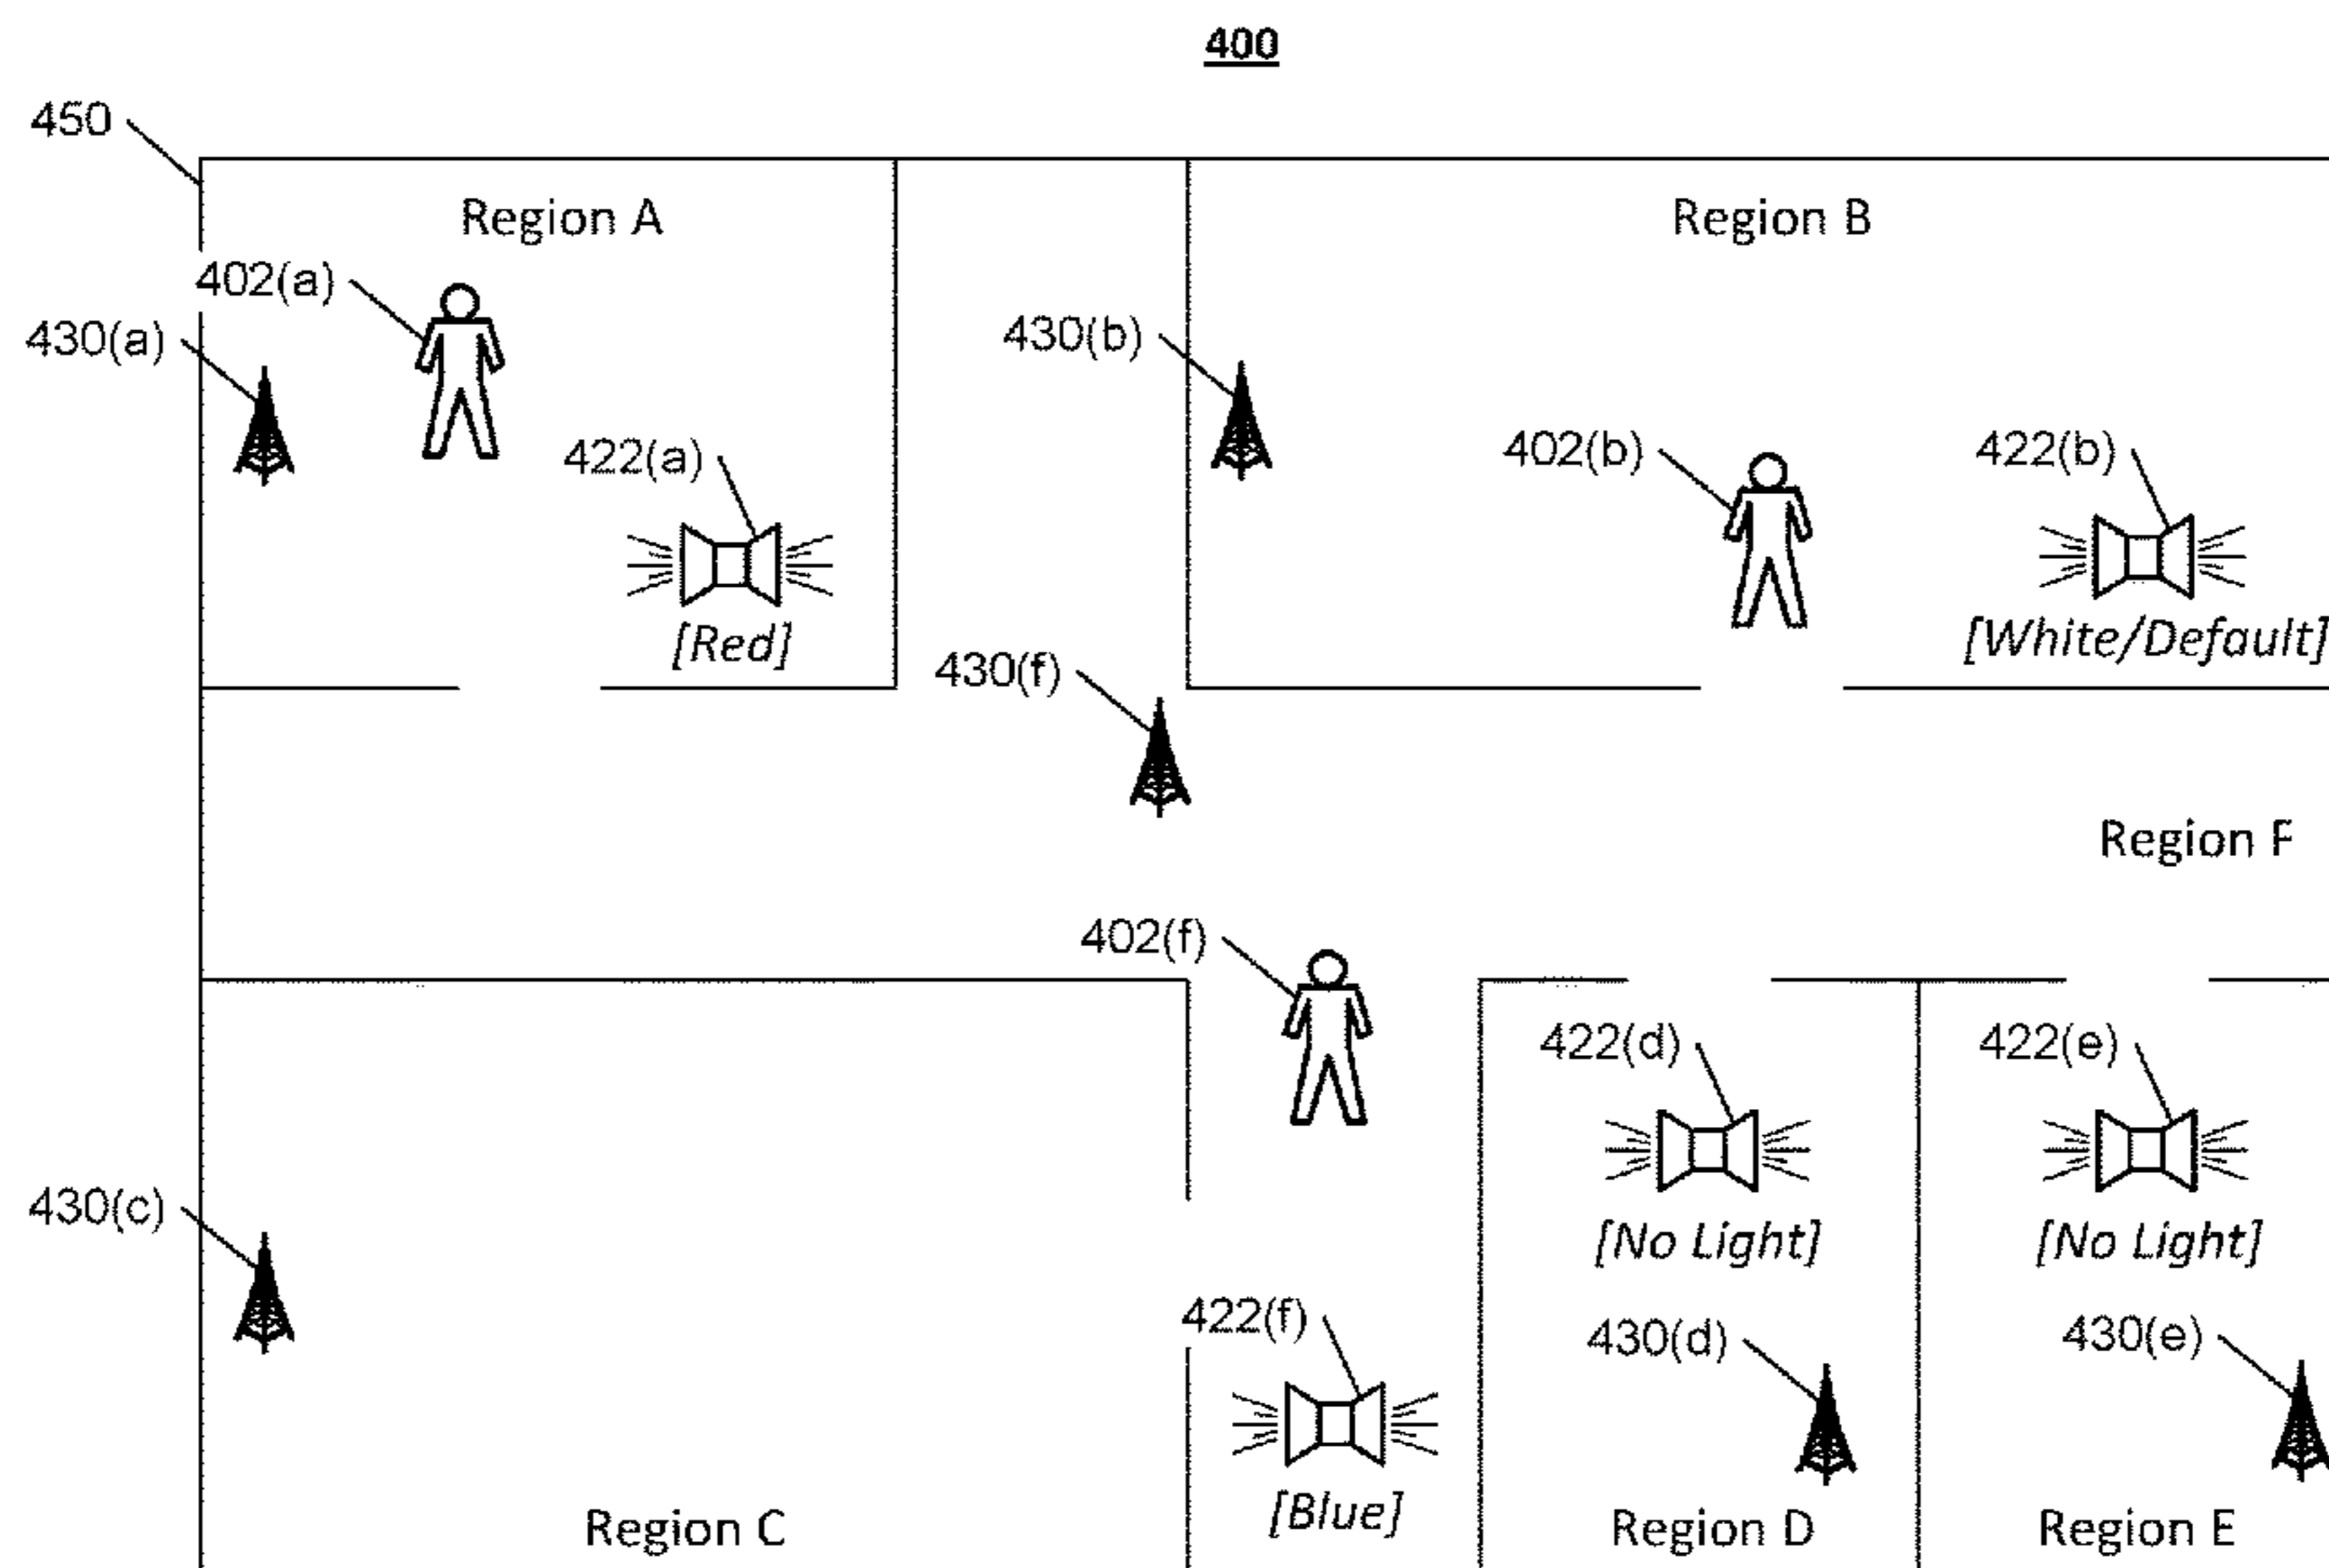 400
450
Region A
Region B
402(a)
430(a)
430(b)
422(a)
402(b)
422(b)
[Red]
[White/Default]
430(f)
Region F
402(f)
422(d)
422(e)
430(c)
[No Light]
[No Light]
422(f)
430(d)
430(e)
[Blue]
Region C
Region D
Region E